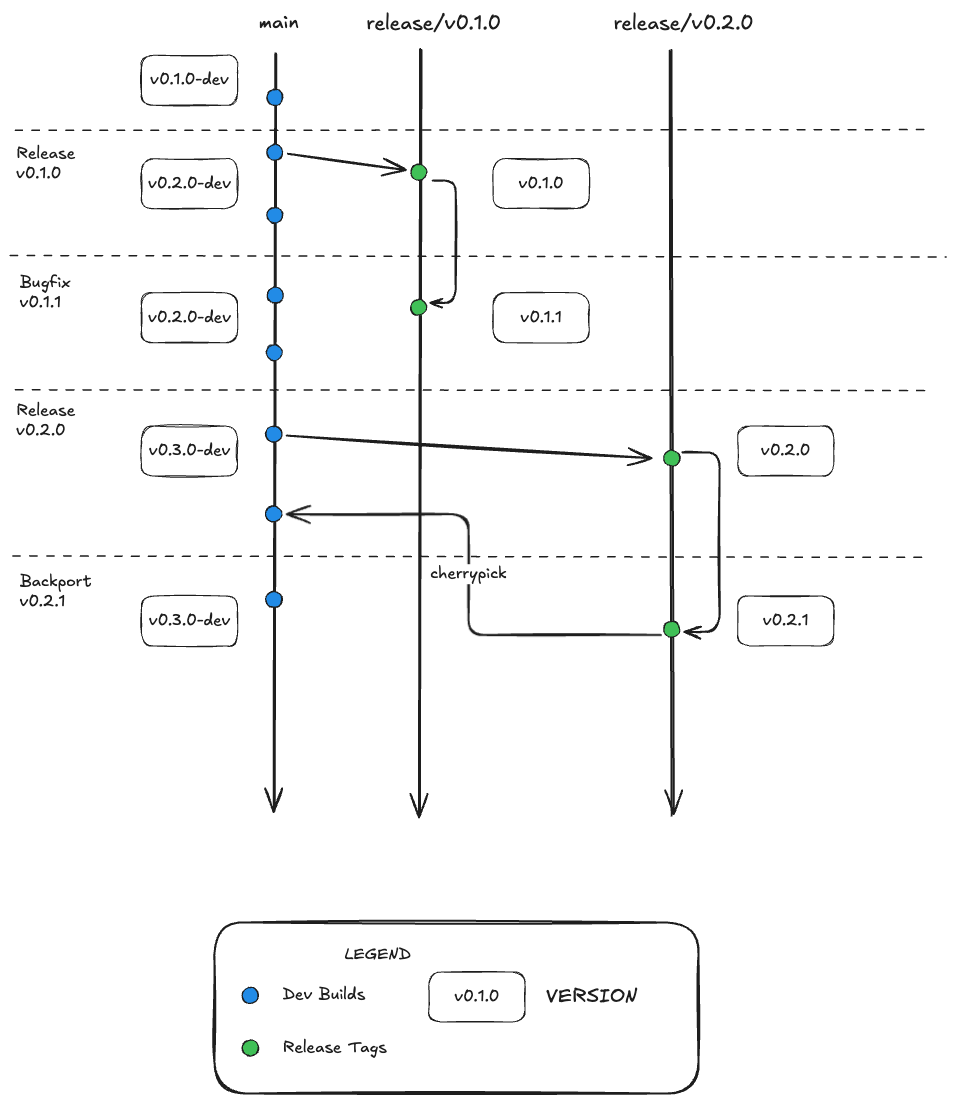 main
release/v0.1.0
release/v0.2.0
v0.1.0-dev
Release
v0.1.0
v0.2.0-dev
v0.1.0
Bugfix
v0.1.1
v0.2.0-dev
v0.1.1
Release
v0.2.0
v0.3.0-dev
v0.2.0
cherrypick
Backport
v0.2.1
v0.3.0-dev
v0.2.1
LEGEND
Dev Builds
v0.1.0
VERSION
Release Tags